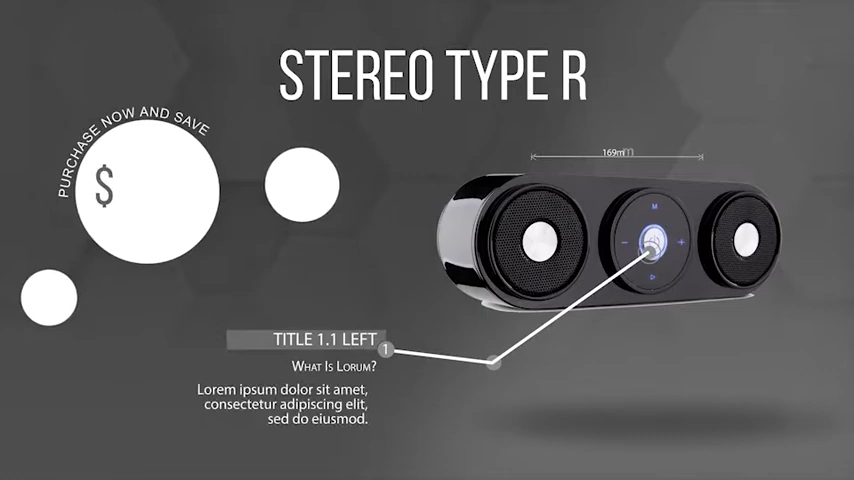 STEREO TYPE R
PURCHASE NOW AND SAVE
$
169mm
M
TITLE 1.1 LEFT
1
What Is Lorum?
Lorem ipsum dolor sit amet,
consectetur adipiscing elit,
sed do eiusmod.